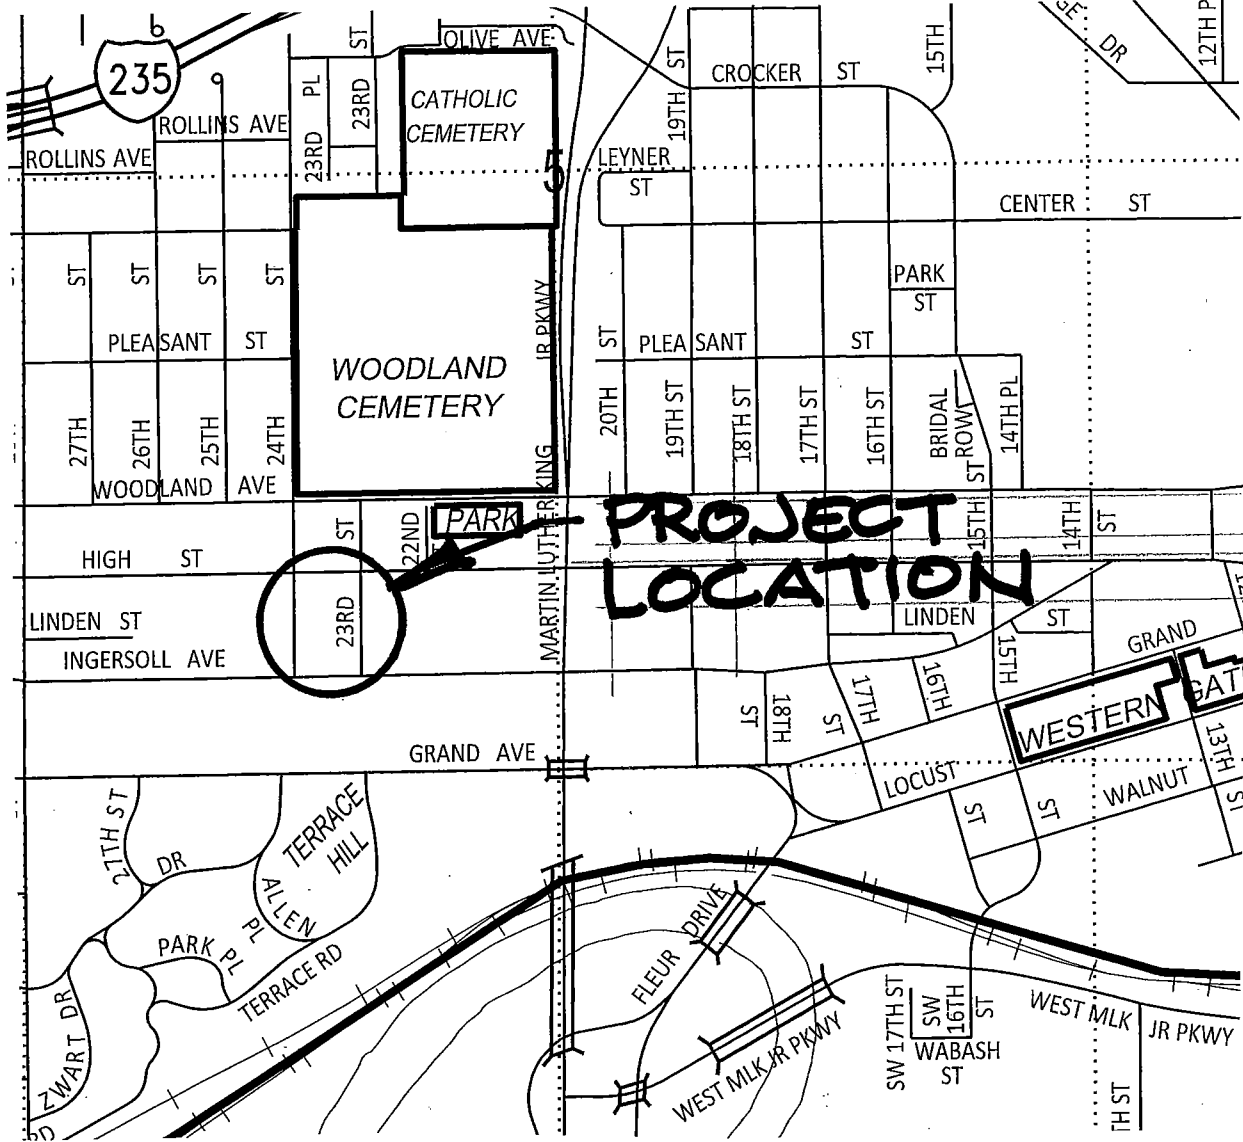 235
OLIVE AVE
ST
CATHOLIC
CEMETERY
23RD PL
23RD
ROLLINS AVE
ROLLINS AVE
5
ST
19TH
CROCKER ST
15TH
DR
LEYNER
ST
CENTER ST
PARK
ST
ST
ST
ST
ST
PLEASANT ST
27TH
26TH
25TH
24TH
WOODLAND AVE
WOODLAND
CEMETERY
MARTIN LUTHER KING JR PKWY
ST
20TH
PLEASANT ST
19TH ST
18TH ST
17TH ST
16TH ST
BRIDAL
ROW
14TH PL
ST
15TH
14TH
ST
HIGH ST
ST
22ND
PARK
PROJECT
LOCATION
LINDEN ST
23RD
INGERSOLL AVE
LINDEN ST
GRAND
15TH
16TH
17TH
ST
18TH
ST
WESTERN
GAT
GRAND AVE
LOCUST
WALNUT
13TH
ST
ST
ST
27TH ST
DR
TERRACE
HILL
ALLEN
PL
PARK PL
TERRACE RD
ZWART DR
RD
FLEUR DRIVE
WEST MLK JR PKWY
SW 17TH ST
SW
16TH
ST
WABASH
ST
WEST MLK JR PKWY
TH ST